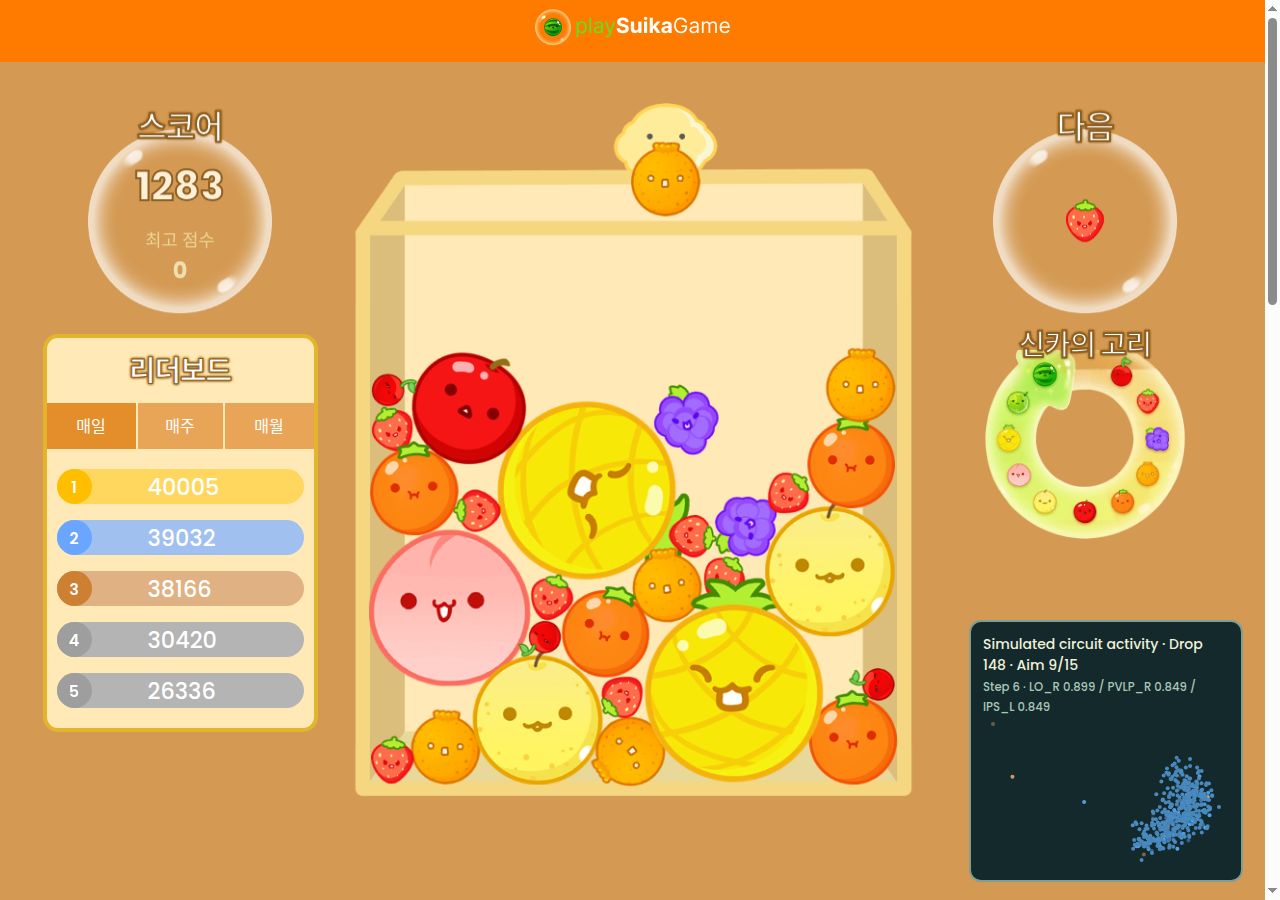 playSuikaGame
스코어
1283
최고 점수
0
리더보드
매일 매주 매월
1 40005
2 39032
3 38166
4 30420
5 26336
다음
신카의 고리
Simulated circuit activity · Drop
148 · Aim 9/15
Step 6 · LO_R 0.899 / PVLP_R 0.849 /
IPS_L 0.849